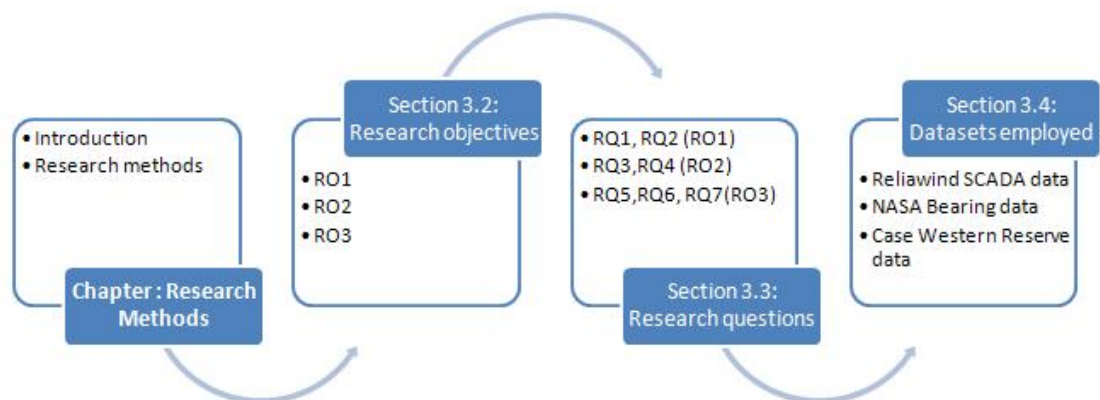 • Introduction
• Research methods
Chapter : Research
Methods
Section 3.2:
Research objectives
• RO1
• RO2
• RO3
• RQ1, RQ2 (RO1)
• RQ3,RQ4 (RO2)
• RQ5,RQ6, RQ7(RO3)
Section 3.3:
Research questions
Section 3.4:
Datasets employed
• Reliawind SCADA data
• NASA Bearing data
• Case Western Reserve
data